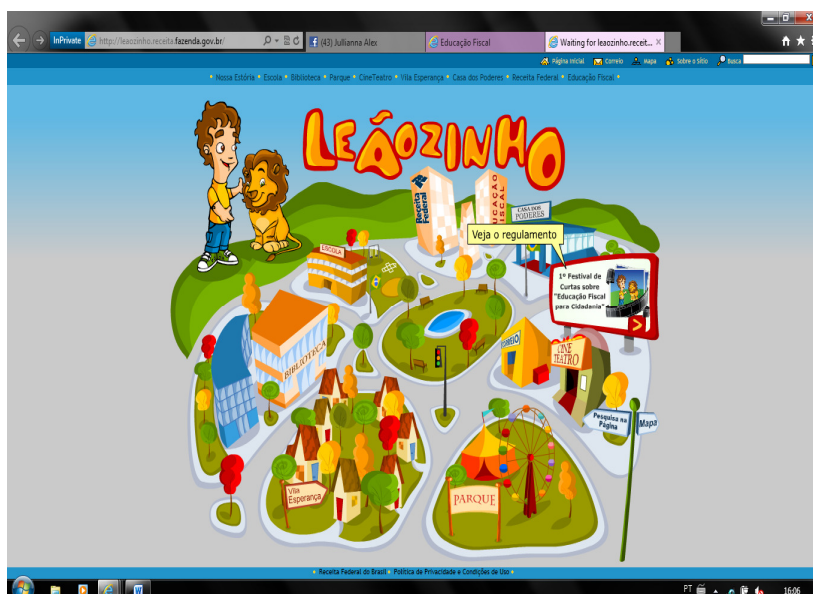 InPrivate http://leaozinho.receita.fazenda.gov.br/ (43) Jullianna Alex Educação Fiscal Waiting for leaozinho.receit...
Página Inicial Correio Mapa Sobre o Sítio Busca
• Nossa Estória • Escola • Biblioteca • Parque • CineTeatro • Vila Esperança • Casa dos Poderes • Receita Federal • Educação Fiscal •
LEÃOZINHO
Receita
Federal
EDUCAÇÃO
FISCAL
CASA DOS
PODERES
Veja o regulamento
ESCOLA
1º Festival de
Curtas sobre
"Educação Fiscal
para Cidadania"
>
BIBLIOTECA
CORREIO
CINE
TEATRO
Pesquisa na
Página
Mapa
Vila
Esperança
PARQUE
• Receita Federal do Brasil • Política de Privacidade e Condições de Uso •
PT
16:06